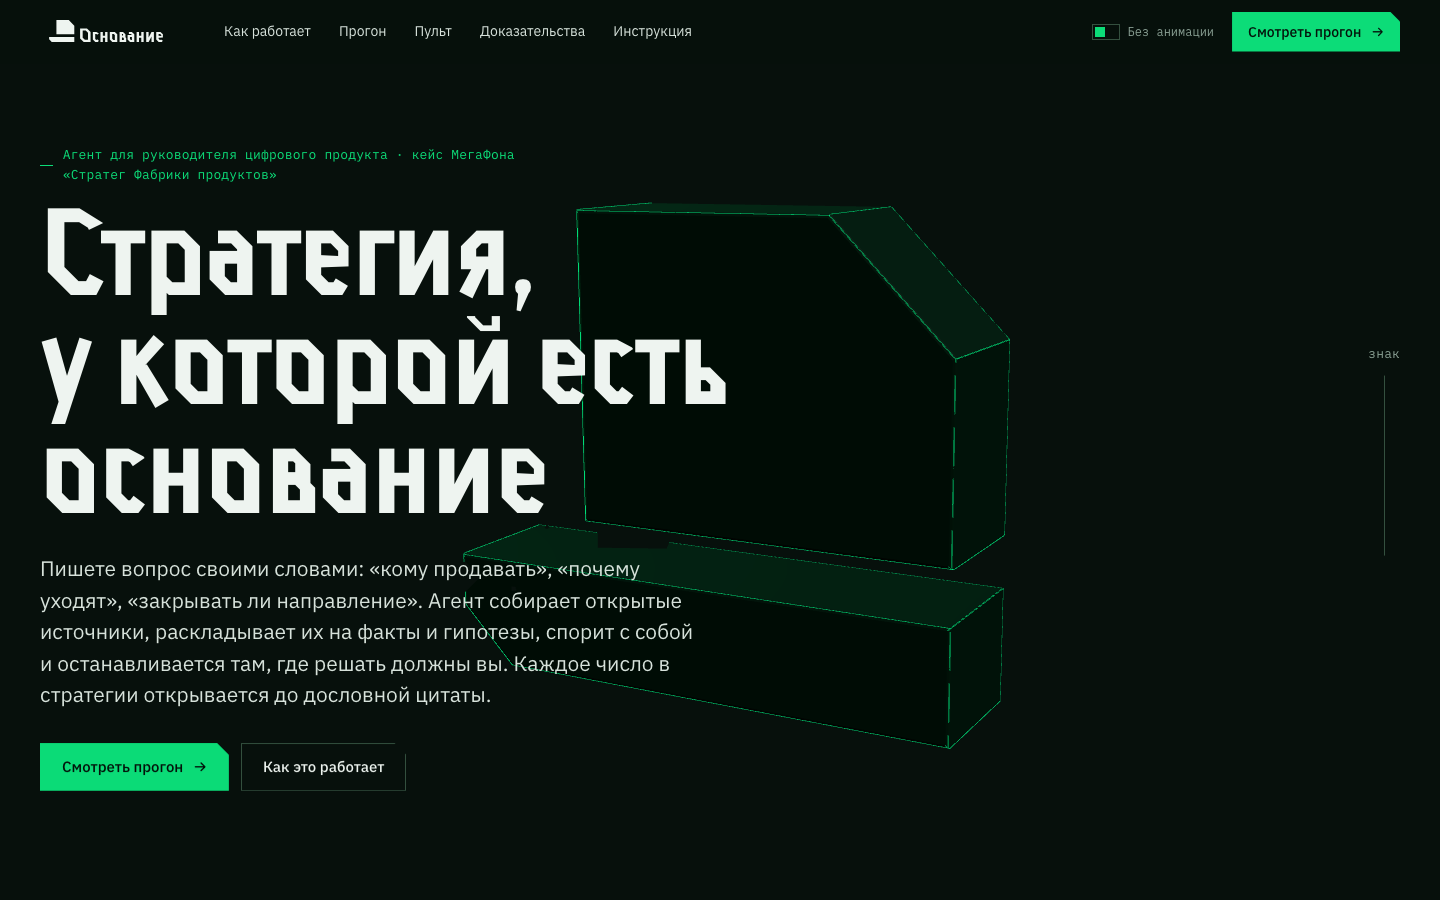 Основание
Как работает
Прогон
Пульт
Доказательства
Инструкция
Без анимации
Смотреть прогон →
Агент для руководителя цифрового продукта · кейс МегаФона
«Стратег Фабрики продуктов»
Стратегия,
у которой есть
основание
знак
Пишете вопрос своими словами: «кому продавать», «почему
уходят», «закрывать ли направление». Агент собирает открытые
источники, раскладывает их на факты и гипотезы, спорит с собой
и останавливается там, где решать должны вы. Каждое число в
стратегии открывается до дословной цитаты.
Смотреть прогон →
Как это работает